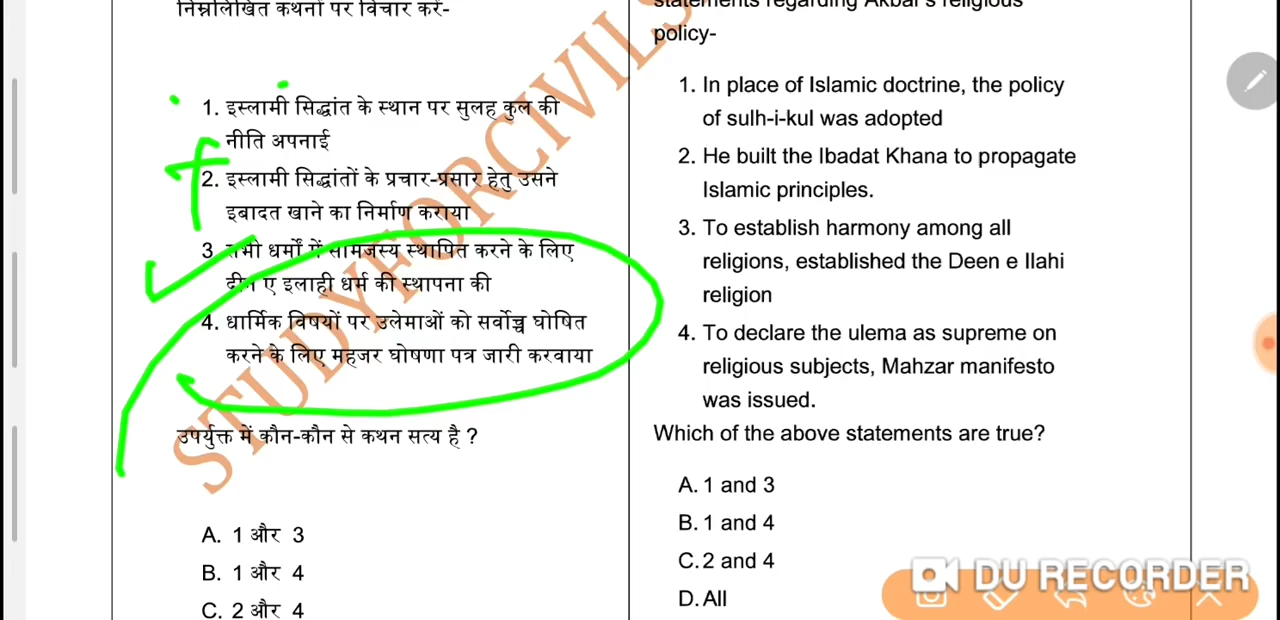 निम्नलिखित कथनों पर विचार करें-
1. इस्लामी सिद्धांत के स्थान पर सुलह कुल की
नीति अपनाई
2. इस्लामी सिद्धांतों के प्रचार-प्रसार हेतु उसने
इबादत खाने का निर्माण कराया
3 सभी धर्मों में सामंजस्य स्थापित करने के लिए
दीन ए इलाही धर्म की स्थापना की
4. धार्मिक विषयों पर उलेमाओं को सर्वोच्च घोषित
करने के लिए महजर घोषणा पत्र जारी करवाया
उपर्युक्त में कौन-कौन से कथन सत्य है ?
A. 1 और 3
B. 1 और 4
C. 2 और 4
statements regarding Akbar's religious
policy-
1. In place of Islamic doctrine, the policy
of sulh-i-kul was adopted
2. He built the Ibadat Khana to propagate
Islamic principles.
3. To establish harmony among all
religions, established the Deen e Ilahi
religion
4. To declare the ulema as supreme on
religious subjects, Mahzar manifesto
was issued.
Which of the above statements are true?
A. 1 and 3
B. 1 and 4
C. 2 and 4
D. All
STUDYFORCIVILS
DU RECORDER